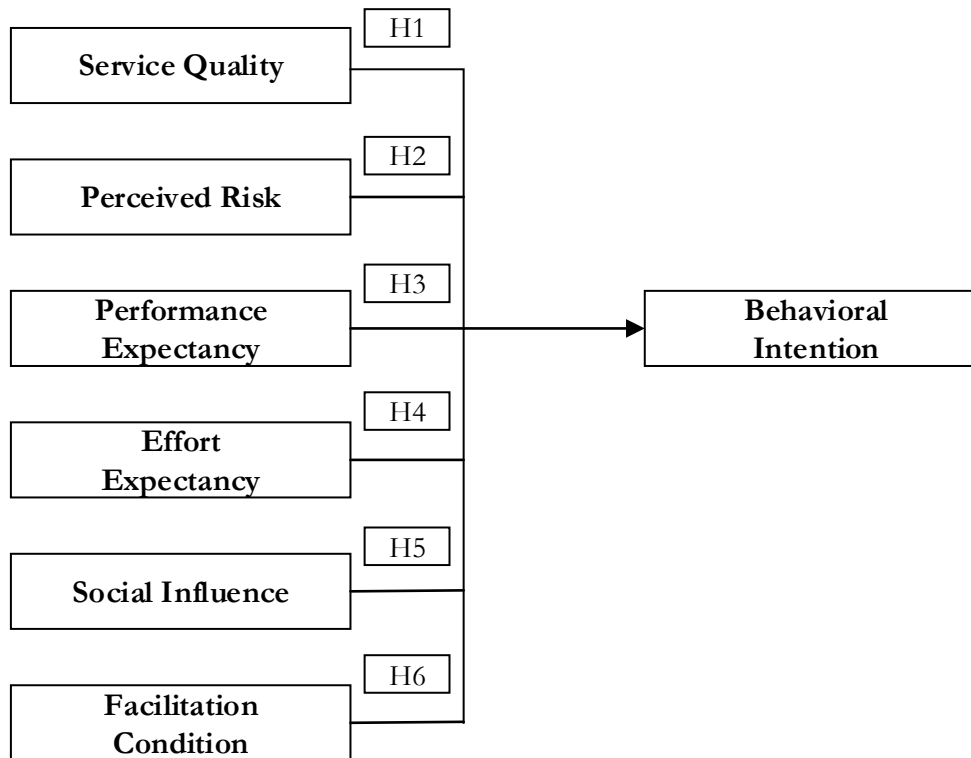 H1
Service Quality
H2
Perceived Risk
H3
Performance
Expectancy
Behavioral
Intention
H4
Effort
Expectancy
H5
Social Influence
H6
Facilitation
Condition